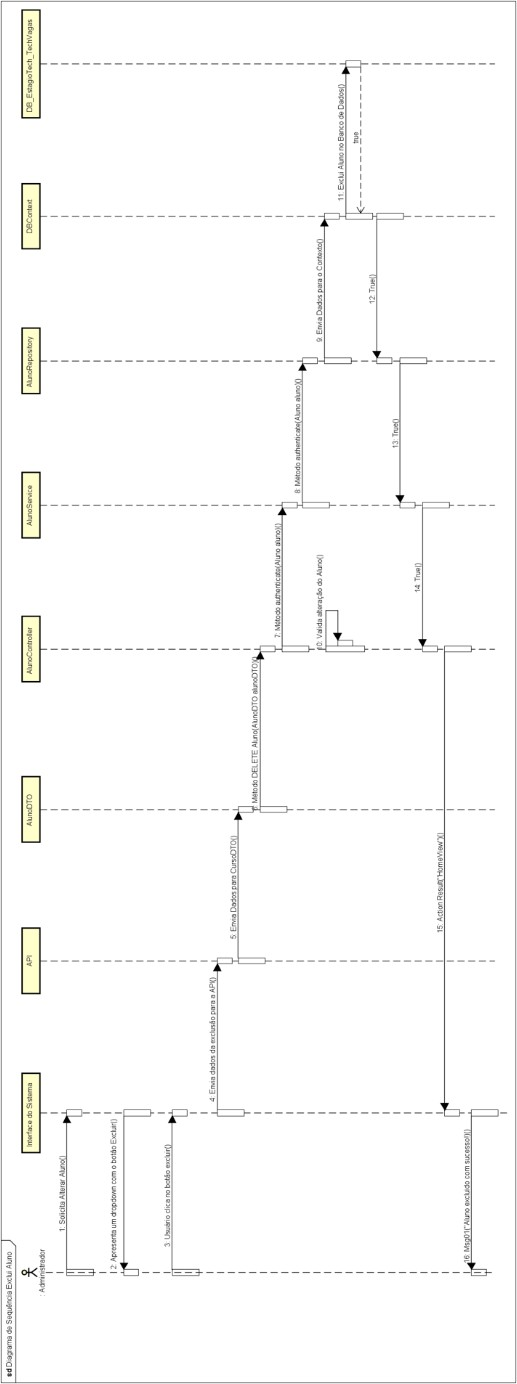 sd Diagrama de Sequência Exclui Aluno
: Administrador
Interface do Sistema
API
AlunoDTO
AlunoController
AlunoService
AlunoRepository
DBContext
DB_EstagioTech_TechVagas
1: Solicita Alterar Aluno()
2: Apresenta um dropdown com o botão Excluir()
3: Usuário clica no botão excluir()
4: Envia dados da exclusão para a API()
5: Envia Dados para CursoDTO()
6: Método DELETE Aluno(AlunoDTO alunoDTO)()
7: Método authenticate(Aluno aluno)()
8: Método authenticate(Aluno aluno)()
9: Envia Dados para o Contexto()
10: Valida alteração do Aluno()
11: Exclui Aluno no Banco de Dados()
true
12: True()
13: True()
14: True()
15: Action Result("HomeView")()
16: Msg01("Aluno excluido com sucesso!)()